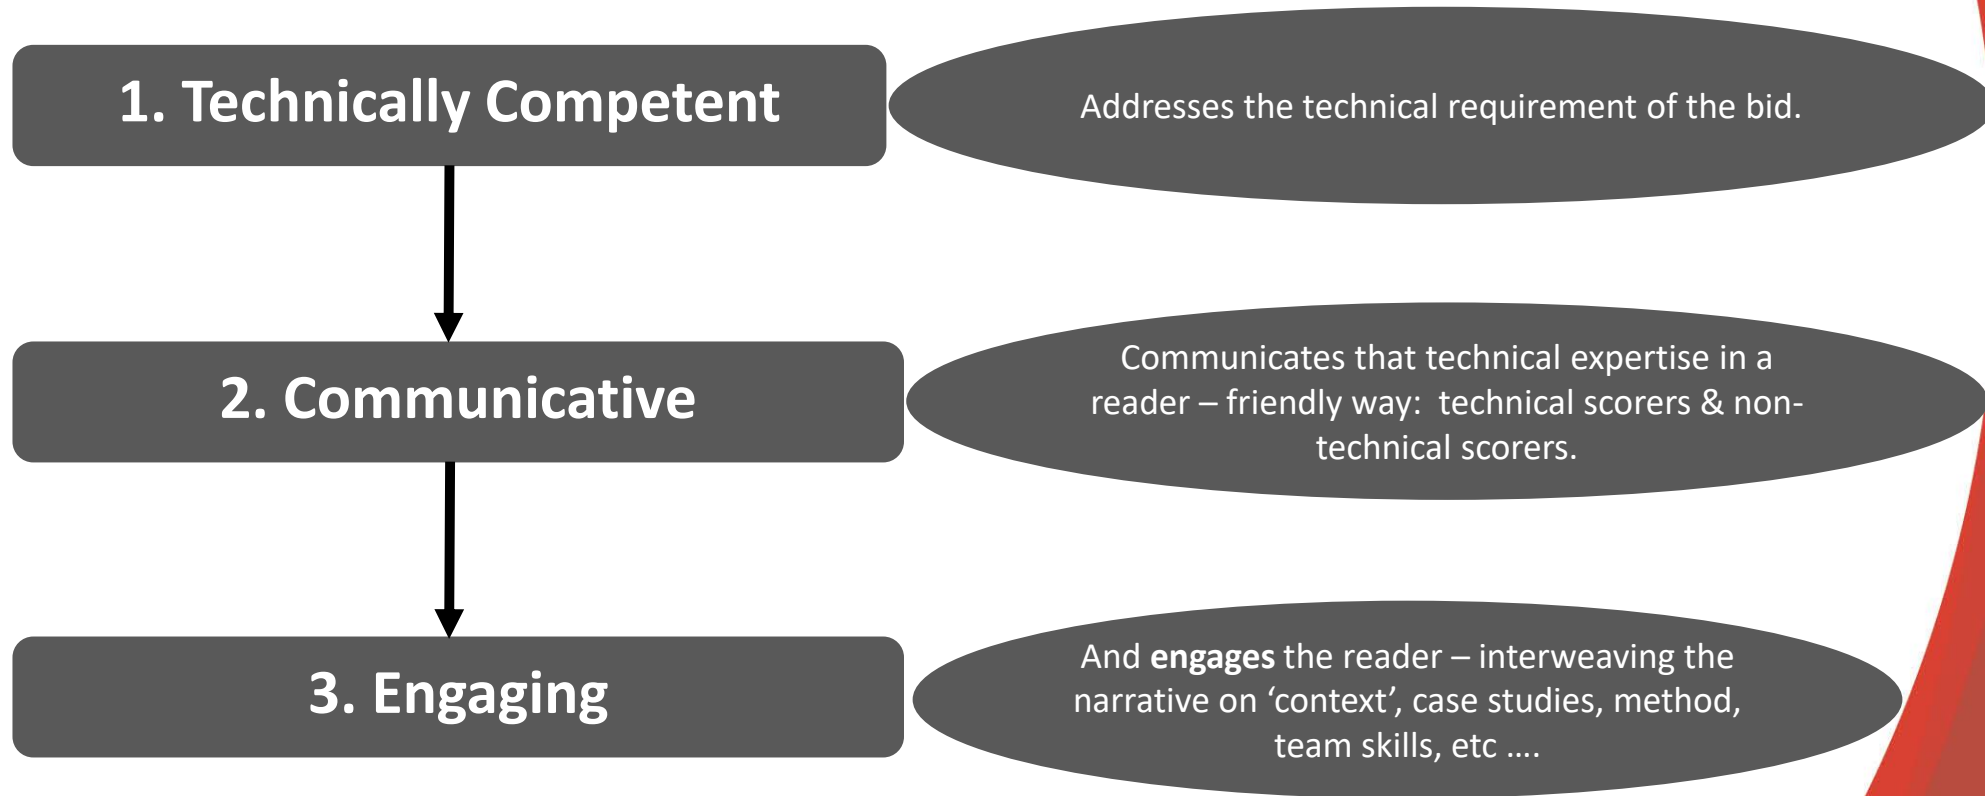 1. Technically Competent
Addresses the technical requirement of the bid.
2. Communicative
Communicates that technical expertise in a
reader – friendly way:  technical scorers & non-
technical scorers.
3. Engaging
And engages the reader – interweaving the
narrative on ‘context’, case studies, method,
team skills, etc ....